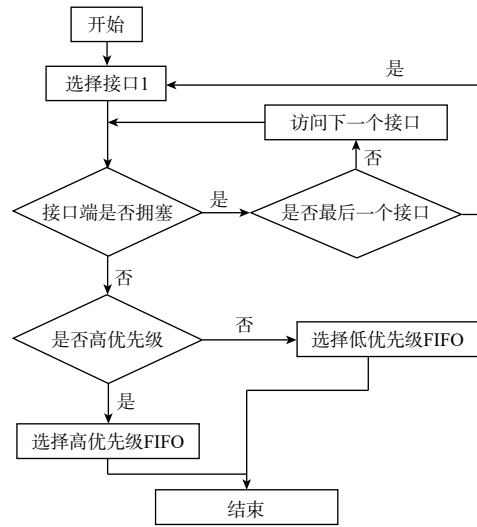 开始
选择接口1
是
访问下一个接口
否
接口端是否拥塞
是
是否最后一个接口
否
是否高优先级
否
选择低优先级FIFO
是
选择高优先级FIFO
结束